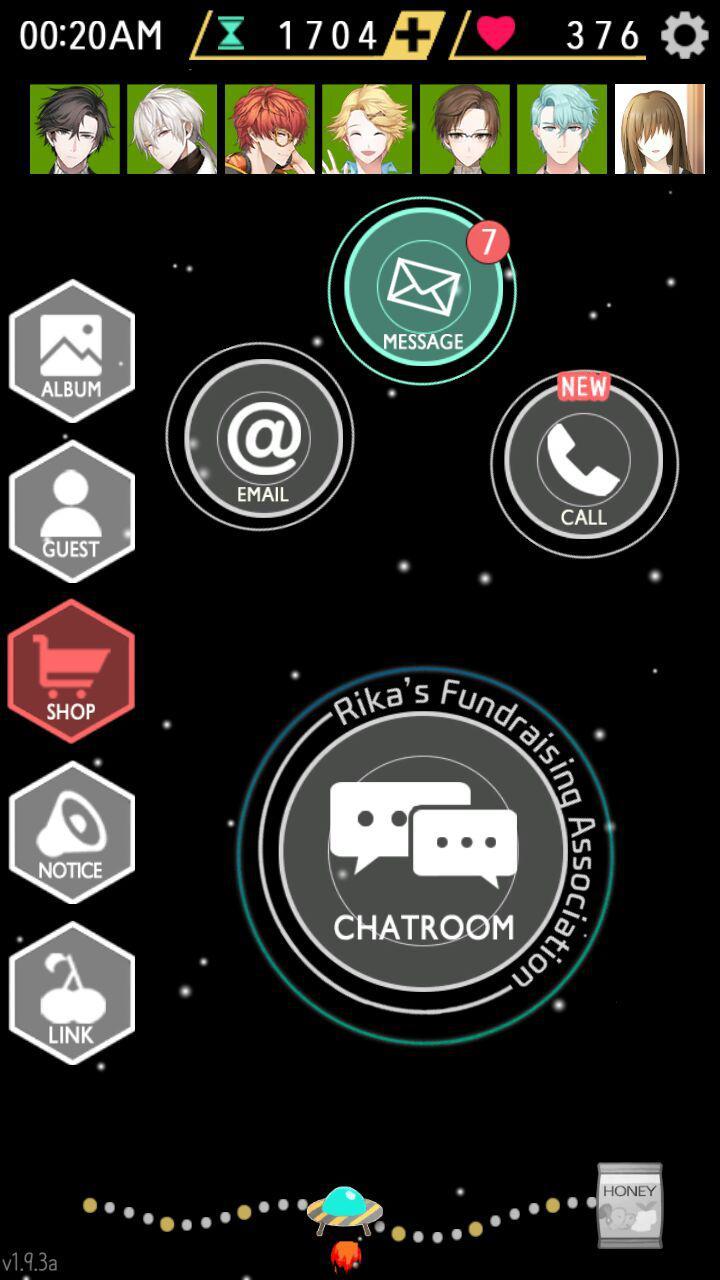 00:20AM
1704
376
7
MESSAGE
ALBUM
EMAIL
NEW
CALL
GUEST
SHOP
Rika's Fundraising Association
CHATROOM
NOTICE
LINK
HONEY
v1.9.3a